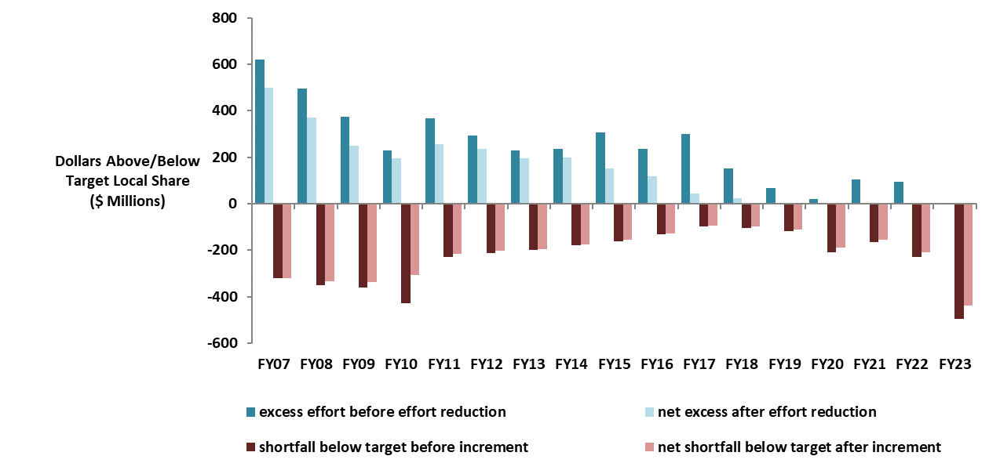 800
600
400
200
0
-200
-400
-600
Dollars Above/Below
Target Local Share
($ Millions)
FY07 FY08 FY09 FY10 FY11 FY12 FY13 FY14 FY15 FY16 FY17 FY18 FY19 FY20 FY21 FY22 FY23
excess effort before effort reduction
net excess after effort reduction
shortfall below target before increment
net shortfall below target after increment